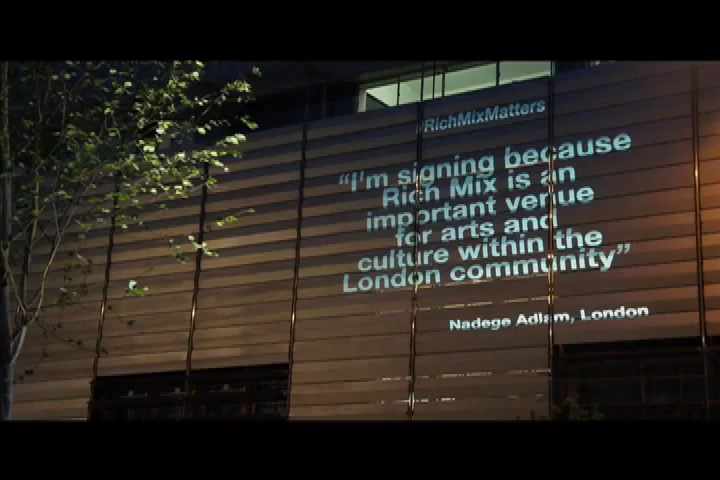 #RichMixMatters
“I'm signing because
Rich Mix is an
important venue
for arts and
culture within the
London community”
Nadege Adlam, London